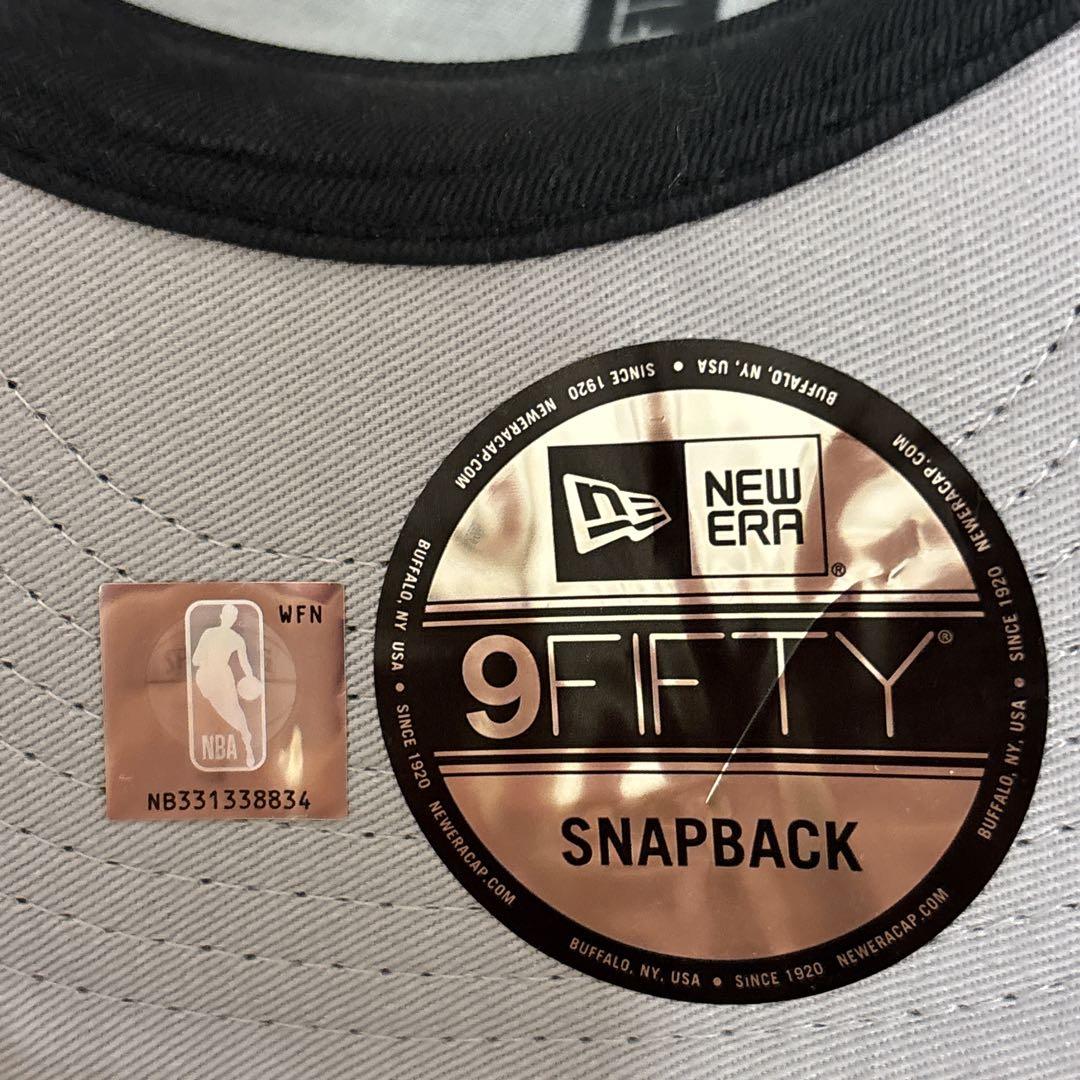 WFN
NBA
NB331338834
BUFFALO, NY, USA • SINCE 1920 NEWERACAP.COM
BUFFALO, NY, USA • SINCE 1920 NEWERACAP.COM
BUFFALO, NY USA • SINCE 1920 NEWERACAP.COM
BUFFALO, NY, USA • SINCE 1920 NEWERACAP.COM
NEW
ERA
®
9FIFTY®
SNAPBACK